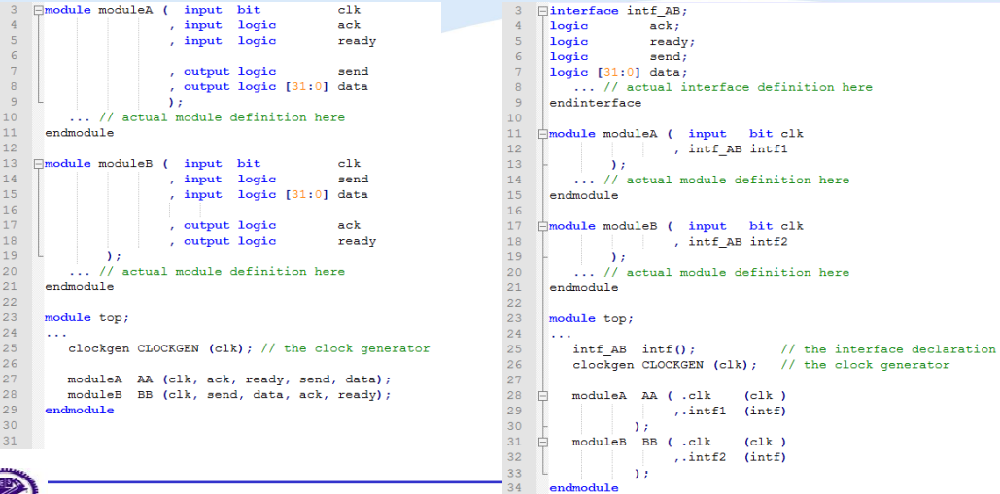 3 module moduleA ( input bit clk
4 , input logic ack
5 , input logic ready
6
7 , output logic send
8 , output logic [31:0] data
9 );
10 ... // actual module definition here
11 endmodule
12
13 module moduleB ( input bit clk
14 , input logic send
15 , input logic [31:0] data
16
17 , output logic ack
18 , output logic ready
19 );
20 ... // actual module definition here
21 endmodule
22
23 module top;
24 ...
25 clockgen CLOCKGEN (clk); // the clock generator
26
27 moduleA AA (clk, ack, ready, send, data);
28 moduleB BB (clk, send, data, ack, ready);
29 endmodule
30
31
3 interface intf_AB;
4 logic ack;
5 logic ready;
6 logic send;
7 logic [31:0] data;
8 ... // actual interface definition here
9 endinterface
10
11 module moduleA ( input bit clk
12 , intf_AB intf1
13 );
14 ... // actual module definition here
15 endmodule
16
17 module moduleB ( input bit clk
18 , intf_AB intf2
19 );
20 ... // actual module definition here
21 endmodule
22
23 module top;
24 ...
25 intf_AB intf(); // the interface declaration
26 clockgen CLOCKGEN (clk); // the clock generator
27
28 moduleA AA ( .clk (clk )
29 ,.intf1 (intf)
30 );
31 moduleB BB ( .clk (clk )
32 ,.intf2 (intf)
33 );
34 endmodule